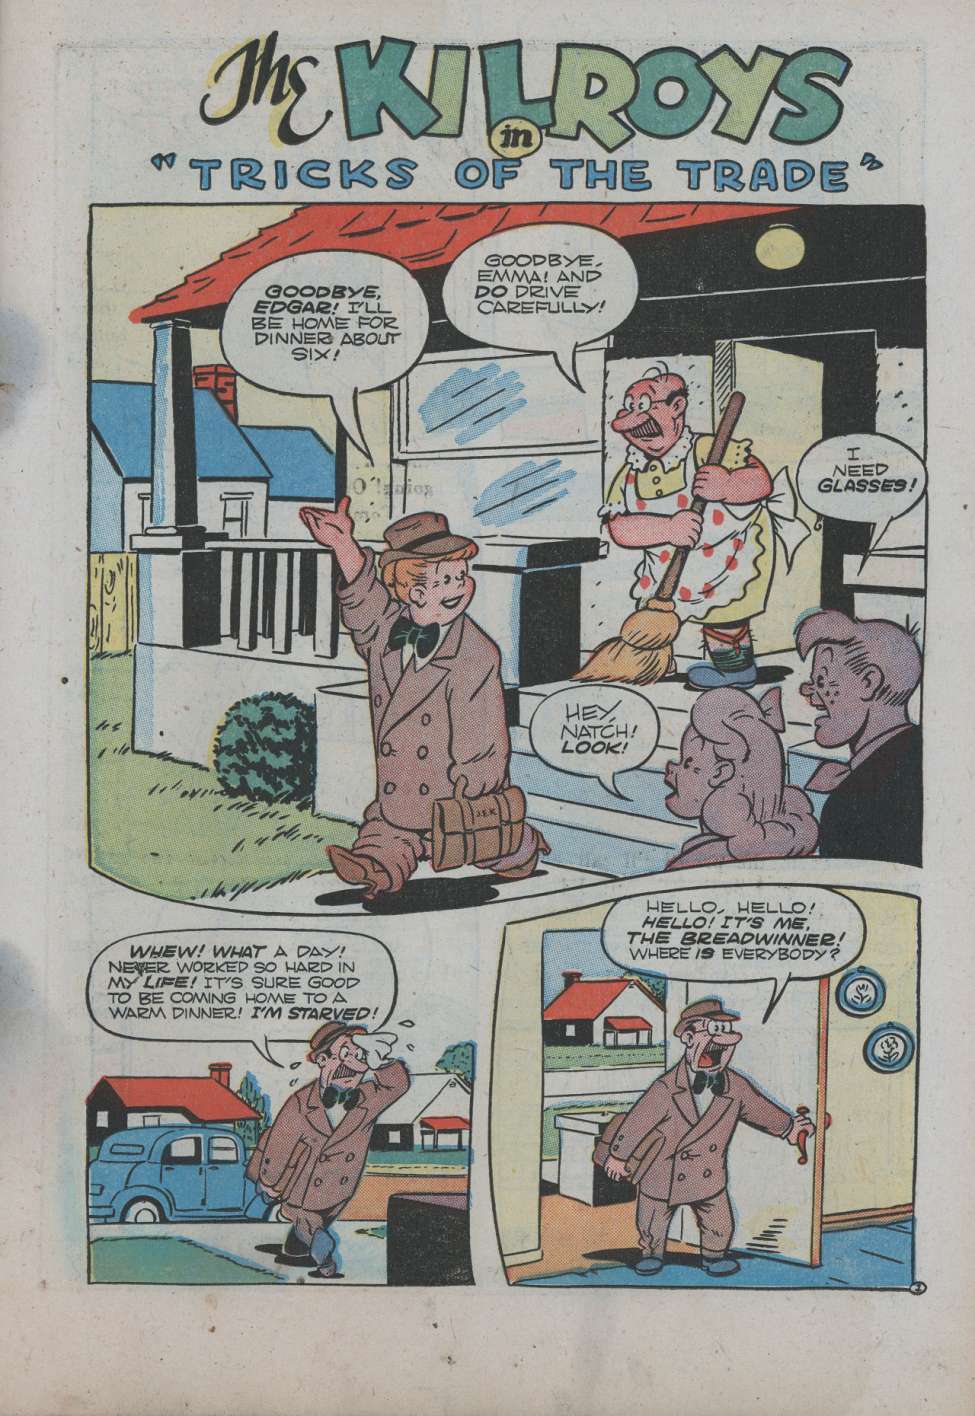 The KILROYS
in
"TRICKS OF THE TRADE"
GOODBYE,
EDGAR! I'LL
BE HOME FOR
DINNER ABOUT
SIX!
GOODBYE,
EMMA! AND
DO DRIVE
CAREFULLY!
I
NEED
GLASSES!
HEY,
NATCH!
LOOK!
J.E.K.
WHEW! WHAT A DAY!
NEVER WORKED SO HARD IN
MY LIFE! IT'S SURE GOOD
TO BE COMING HOME TO A
WARM DINNER! I'M STARVED!
HELLO, HELLO!
HELLO! IT'S ME,
THE BREADWINNER!
WHERE IS EVERYBODY?